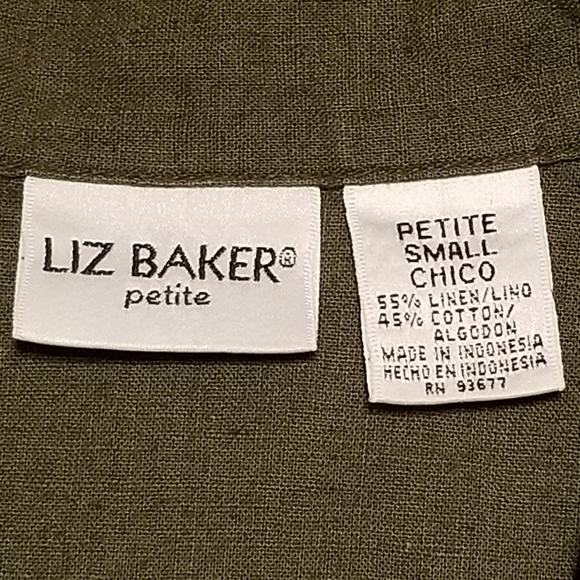 LIZ BAKER®
petite
PETITE
SMALL
CHICO
55% LINEN/LINO
45% COTTON/
ALGODON
MADE IN INDONESIA
HECHO EN INDONESIA
RN 93677